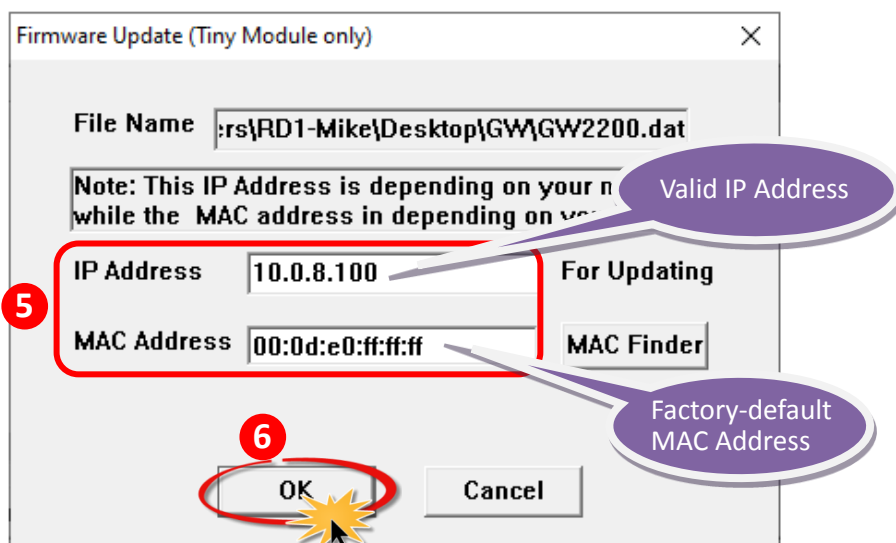 Firmware Update (Tiny Module only)
File Name :rs\RD1-Mike\Desktop\GW\GW2200.dat
Note: This IP Address is depending on your
while the MAC address in depending on
Valid IP Address
5
IP Address 10.0.8.100 For Updating
MAC Address 00:0d:e0:ff:ff:ff MAC Finder
Factory-default
MAC Address
6
OK Cancel